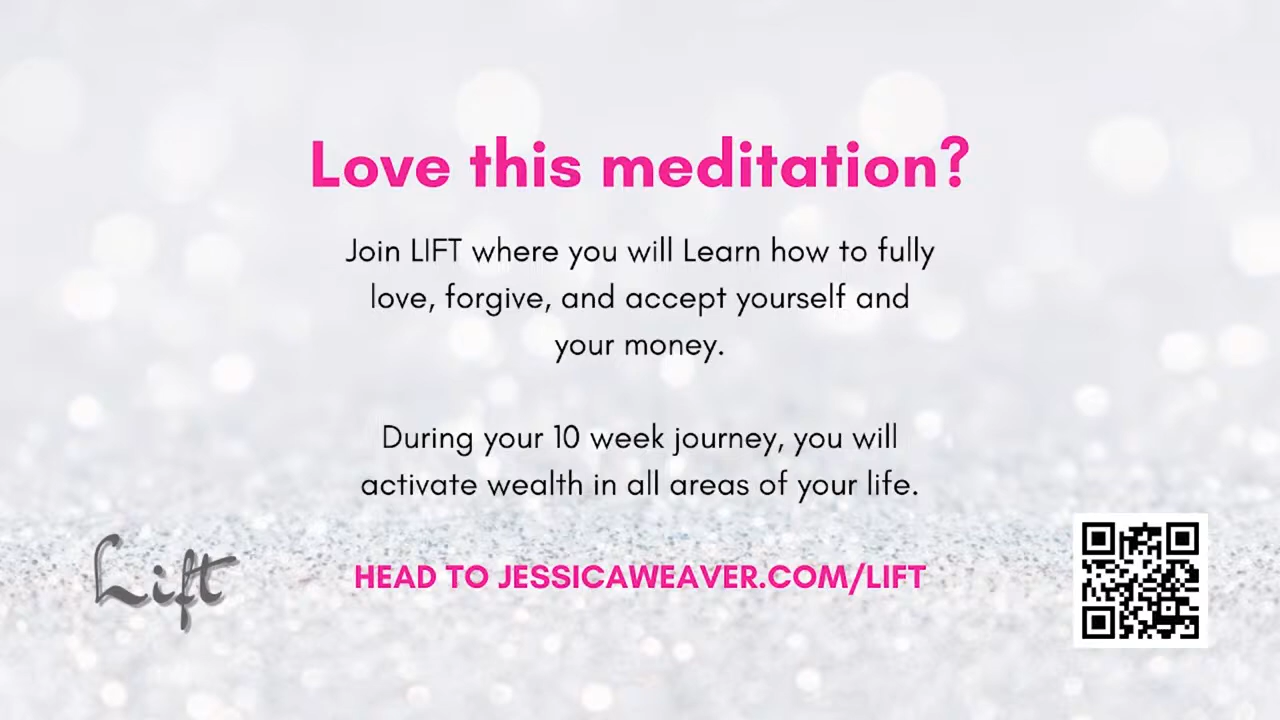 Love this meditation?
Join LIFT where you will Learn how to fully
love, forgive, and accept yourself and
your money.
During your 10 week journey, you will
activate wealth in all areas of your life.
Lift
HEAD TO JESSICAWEAVER.COM/LIFT